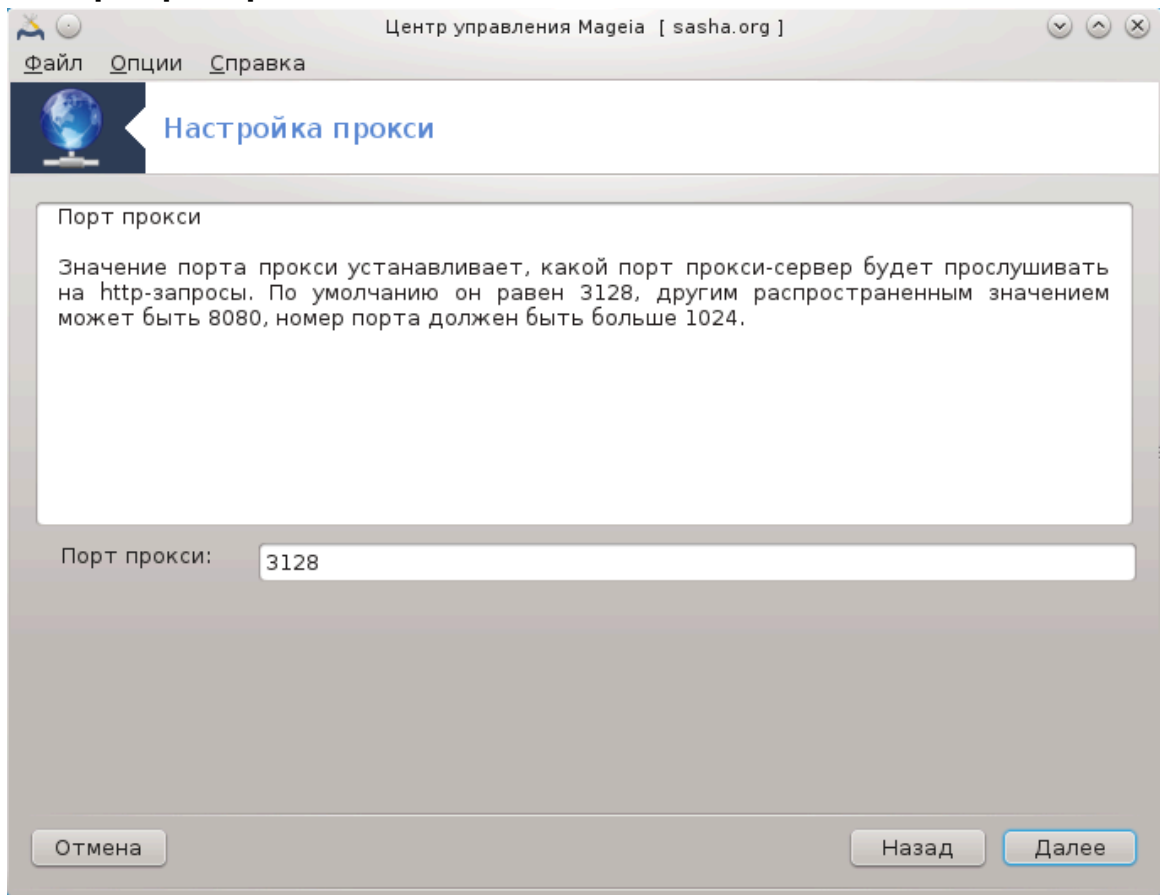 Центр управления Mageia [ sasha.org ]
Файл Опции Справка
Настройка прокси
Порт прокси
Значение порта прокси устанавливает, какой порт прокси-сервер будет прослушивать
на http-запросы. По умолчанию он равен 3128, другим распространенным значением
может быть 8080, номер порта должен быть больше 1024.
Порт прокси: 3128
Отмена Назад Далее